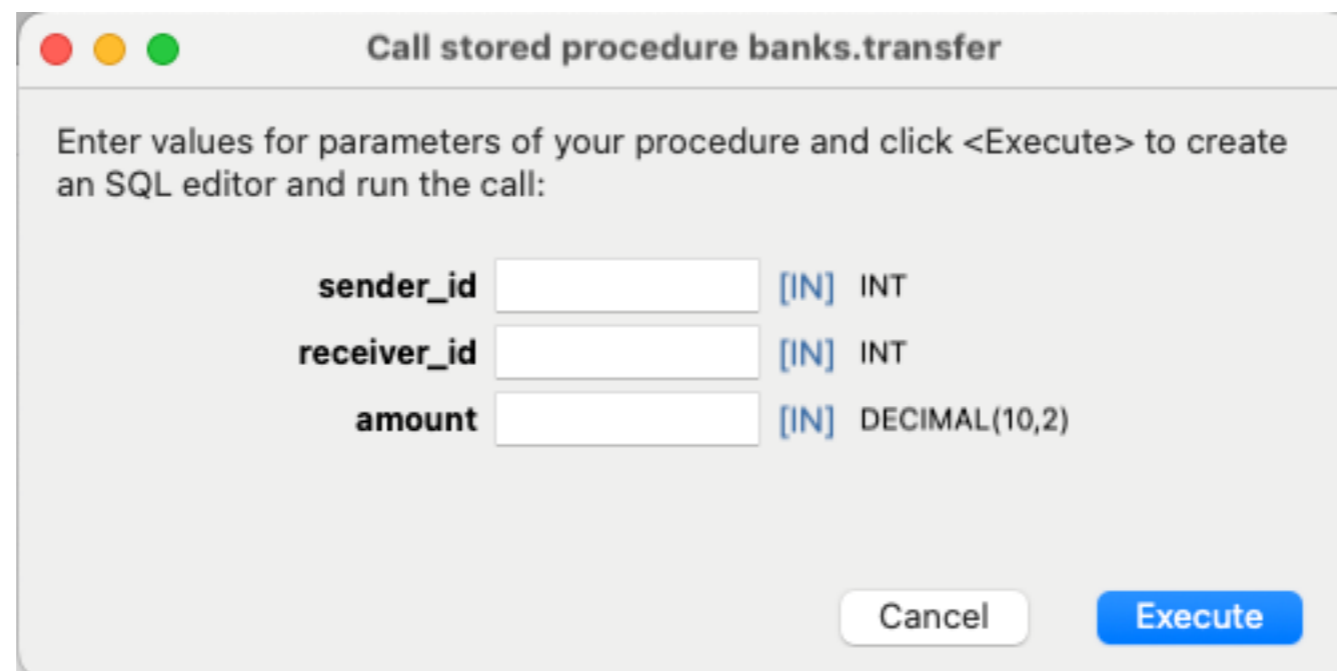 Call stored procedure banks.transfer
Enter values for parameters of your procedure and click <Execute> to create
an SQL editor and run the call:
sender_id [IN] INT
receiver_id [IN] INT
amount [IN] DECIMAL(10,2)
Cancel Execute